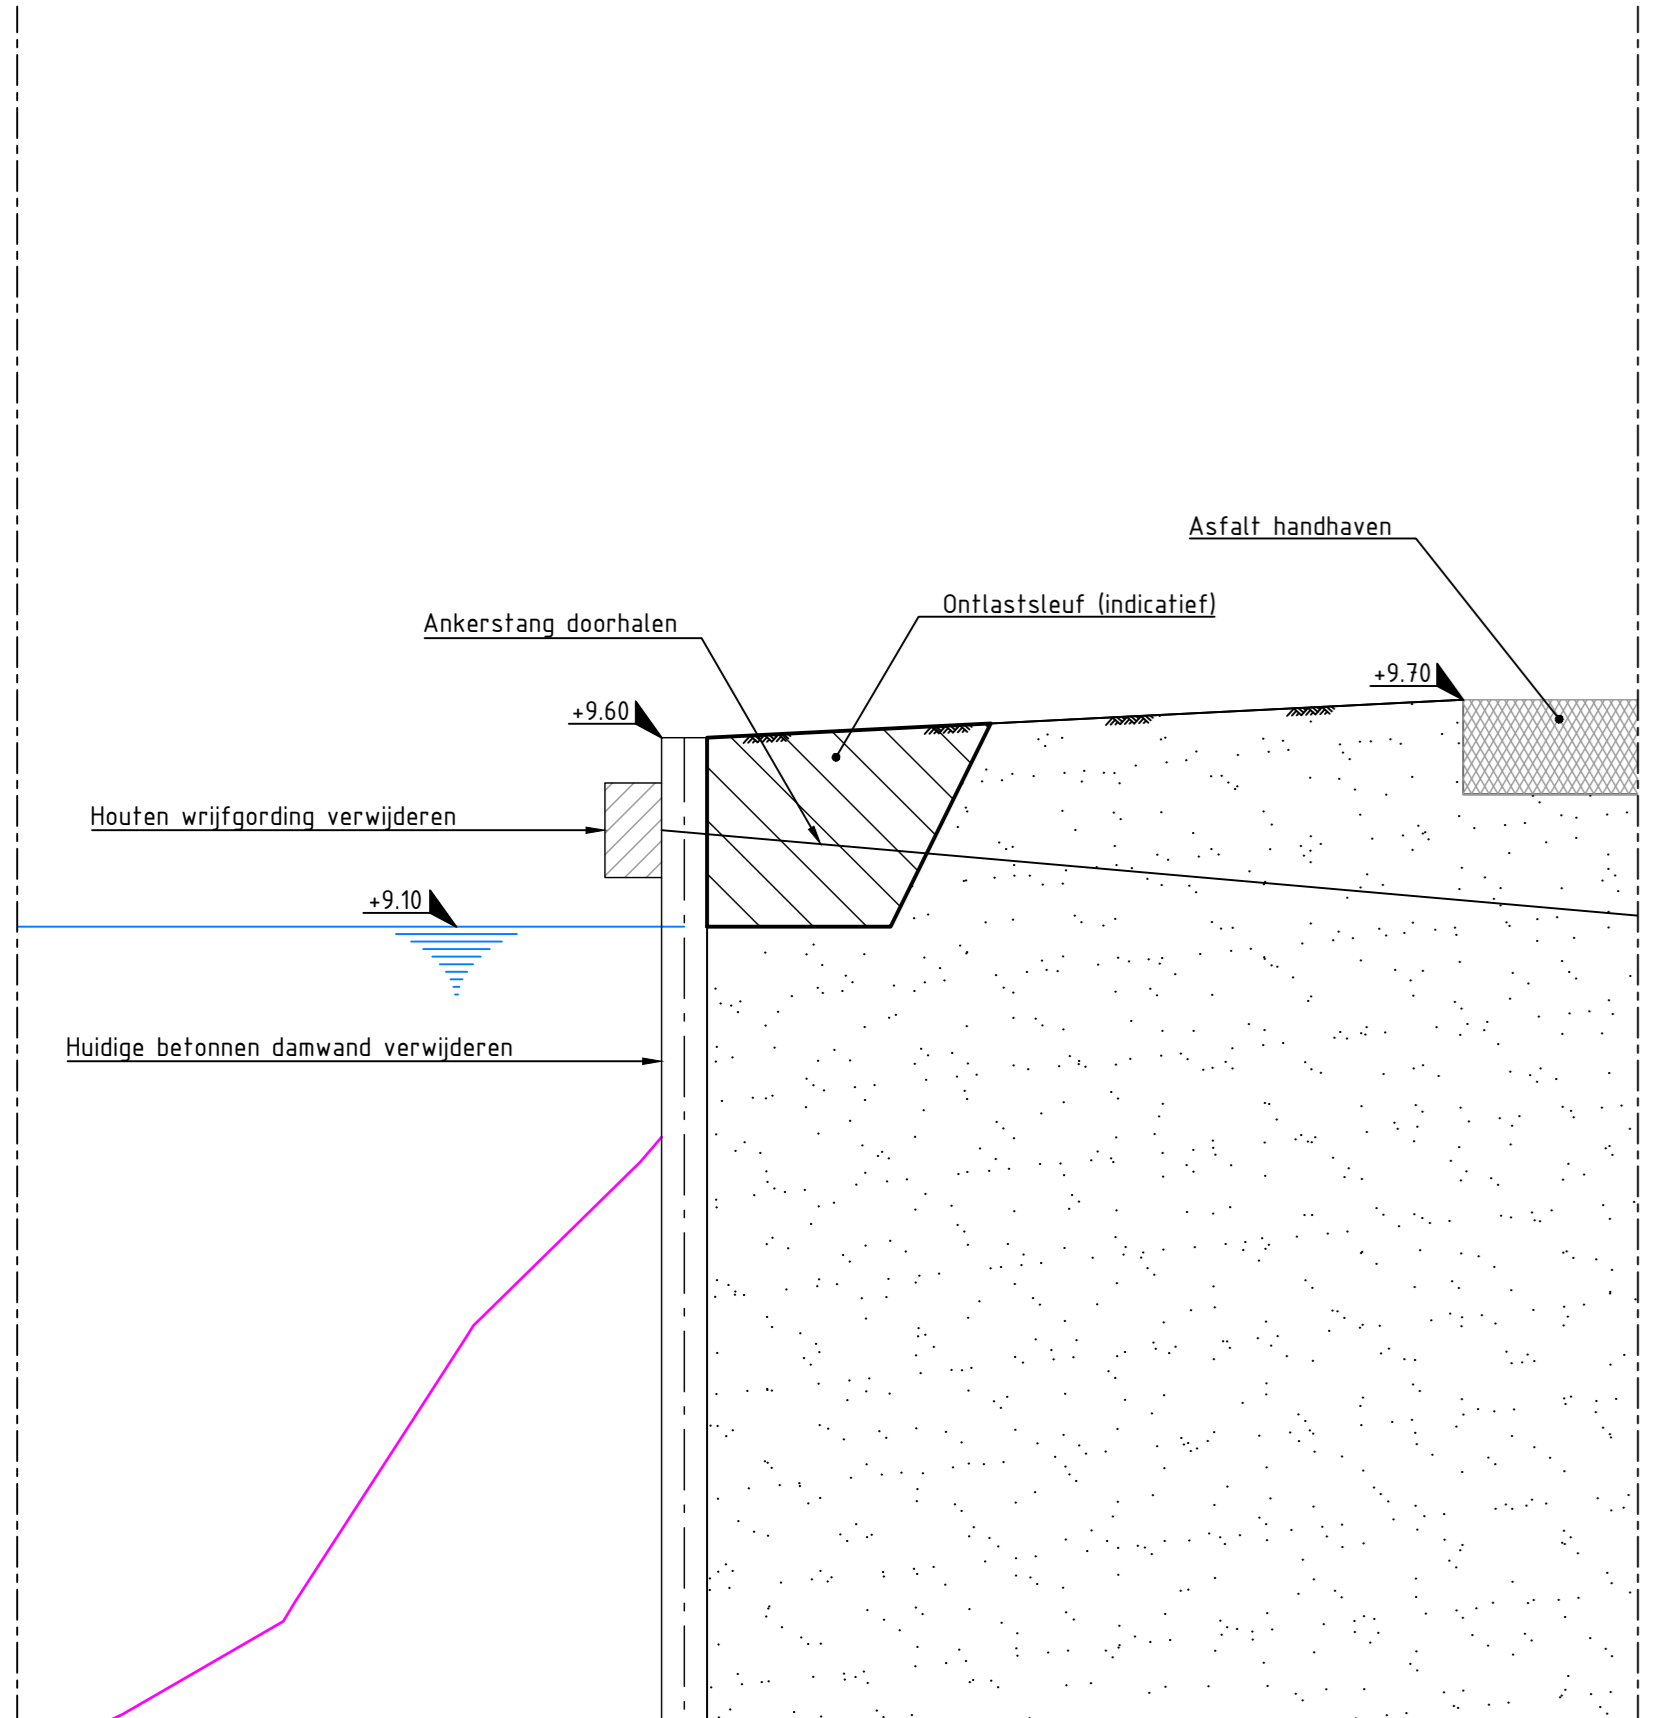 Asfalt handhaven
Ontlastsleuf (indicatief)
Ankerstang doorhalen
+9.70
+9.60
Houten wrijfgording verwijderen
+9.10
Huidige betonnen damwand verwijderen